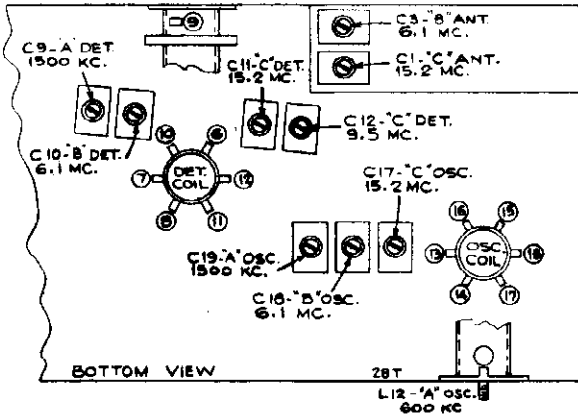 9
C3-"B" ANT.
6.1 MC.
C1-"C" ANT.
15.2 MC.
C9-"A" DET.
1500 KC.
C11-"C" DET.
15.2 MC.
C12-"C" DET.
9.5 MC.
C10-"B" DET.
6.1 MC.
10
7
12
11
DET.
COIL
C17-"C" OSC.
15.2 MC.
C19-"A" OSC.
1500 KC.
C18-"B" OSC.
6.1 MC.
16
15
13
18
14
17
OSC.
COIL
BOTTOM VIEW
28T
L12-"A" OSC.
600 KC